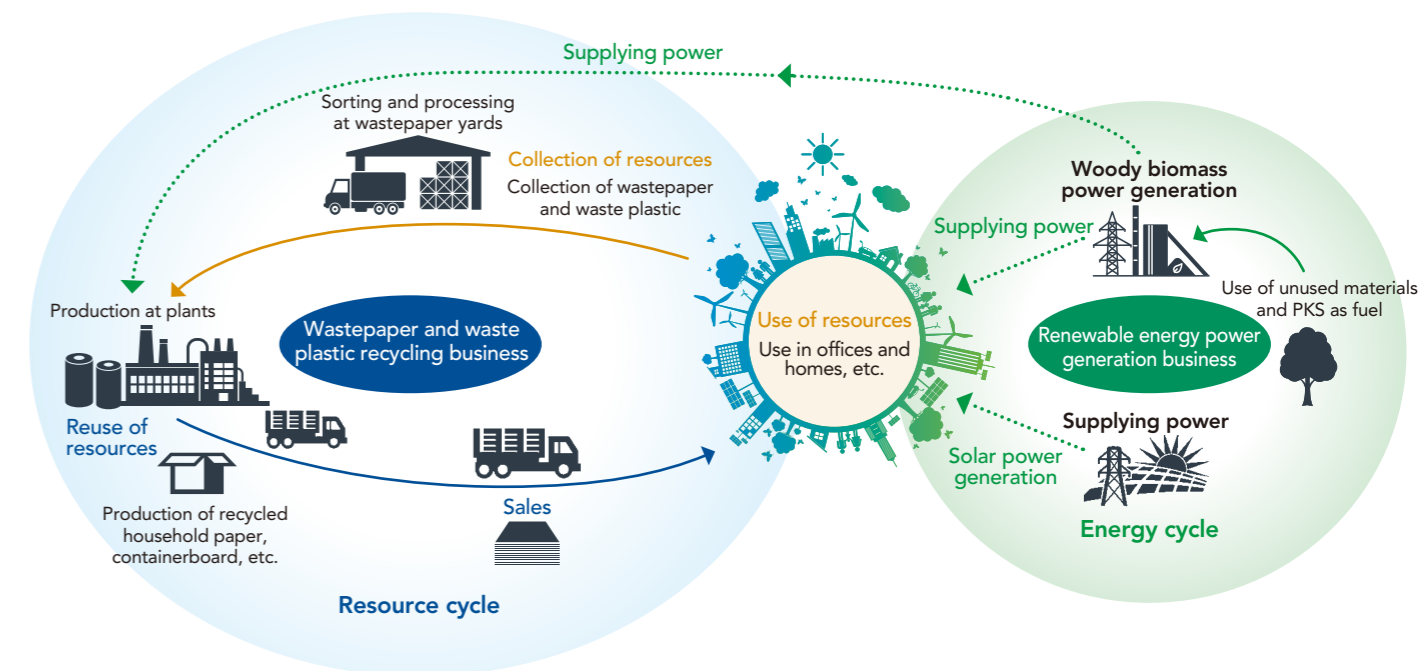 Supplying power
Sorting and processing
at wastepaper yards
Collection of resources
Collection of wastepaper
and waste plastic
Production at plants
Wastepaper and waste
plastic recycling business
Reuse of
resources
Production of recycled
household paper,
containerboard, etc.
Sales
Resource cycle
Use of resources
Use in offices and
homes, etc.
Woody biomass
power generation
Supplying power
Use of unused materials
and PKS as fuel
Renewable energy power
generation business
Supplying power
Solar power
generation
Energy cycle